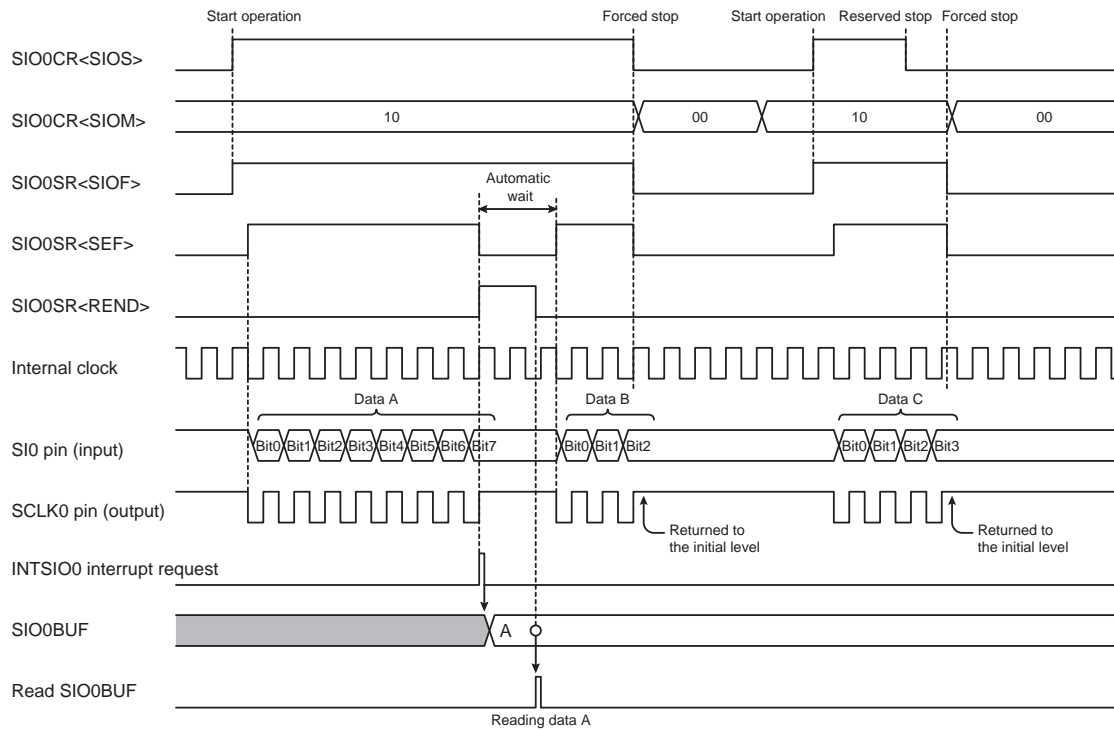 Start operation Forced stop Start operation Reserved stop Forced stop
SIO0CR<SIOS>
SIO0CR<SIOM> 10 00 10 00
SIO0SR<SIOF>
Automatic
wait
SIO0SR<SEF>
SIO0SR<REND>
Internal clock
Data A Data B Data C
SI0 pin (input) Bit0 Bit1 Bit2 Bit3 Bit4 Bit5 Bit6 Bit7 Bit0 Bit1 Bit2 Bit0 Bit1 Bit2 Bit3
SCLK0 pin (output)
Returned to
the initial level
Returned to
the initial level
INTSIO0 interrupt request
SIO0BUF A
Read SIO0BUF
Reading data A